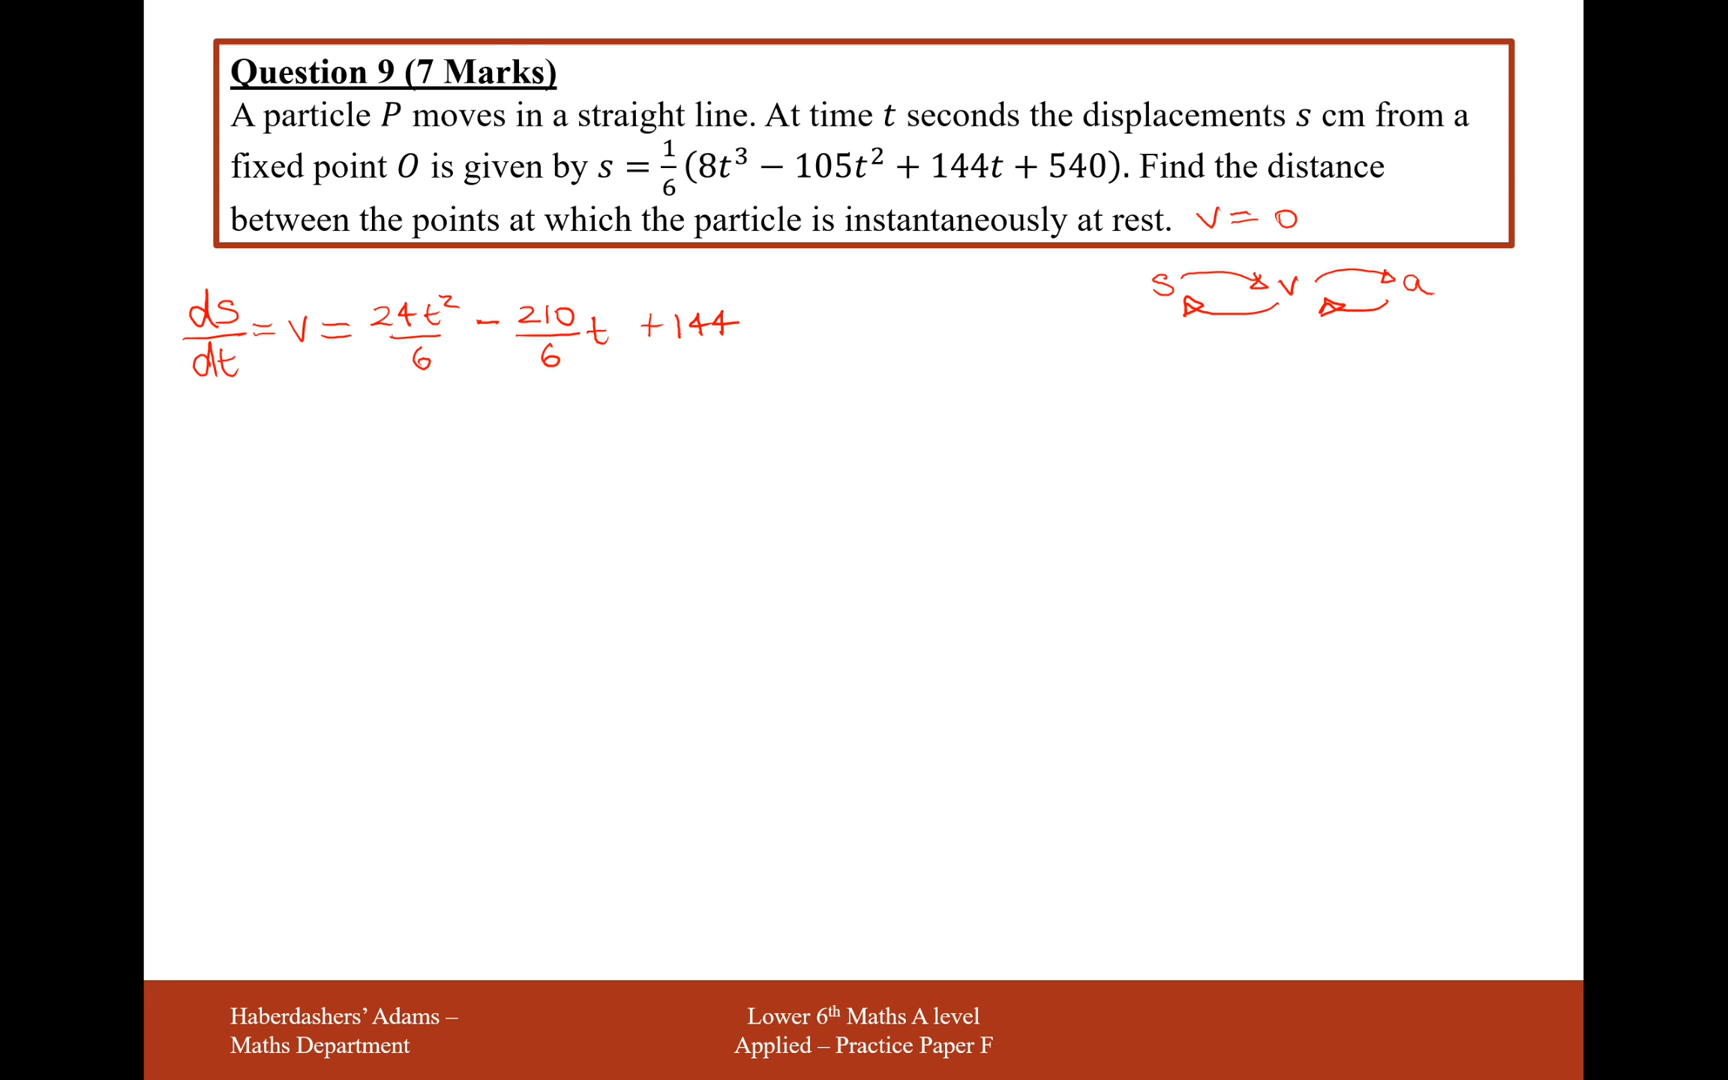 Question 9 (7 Marks)
A particle P moves in a straight line. At time t seconds the displacements s cm from a
fixed point O is given by s = 1/6 (8t³ − 105t² + 144t + 540). Find the distance
between the points at which the particle is instantaneously at rest. v = 0
s v a
ds/dt = v = 24t²/6 − 210/6 t + 144
Haberdashers’ Adams –
Maths Department
Lower 6th Maths A level
Applied – Practice Paper F